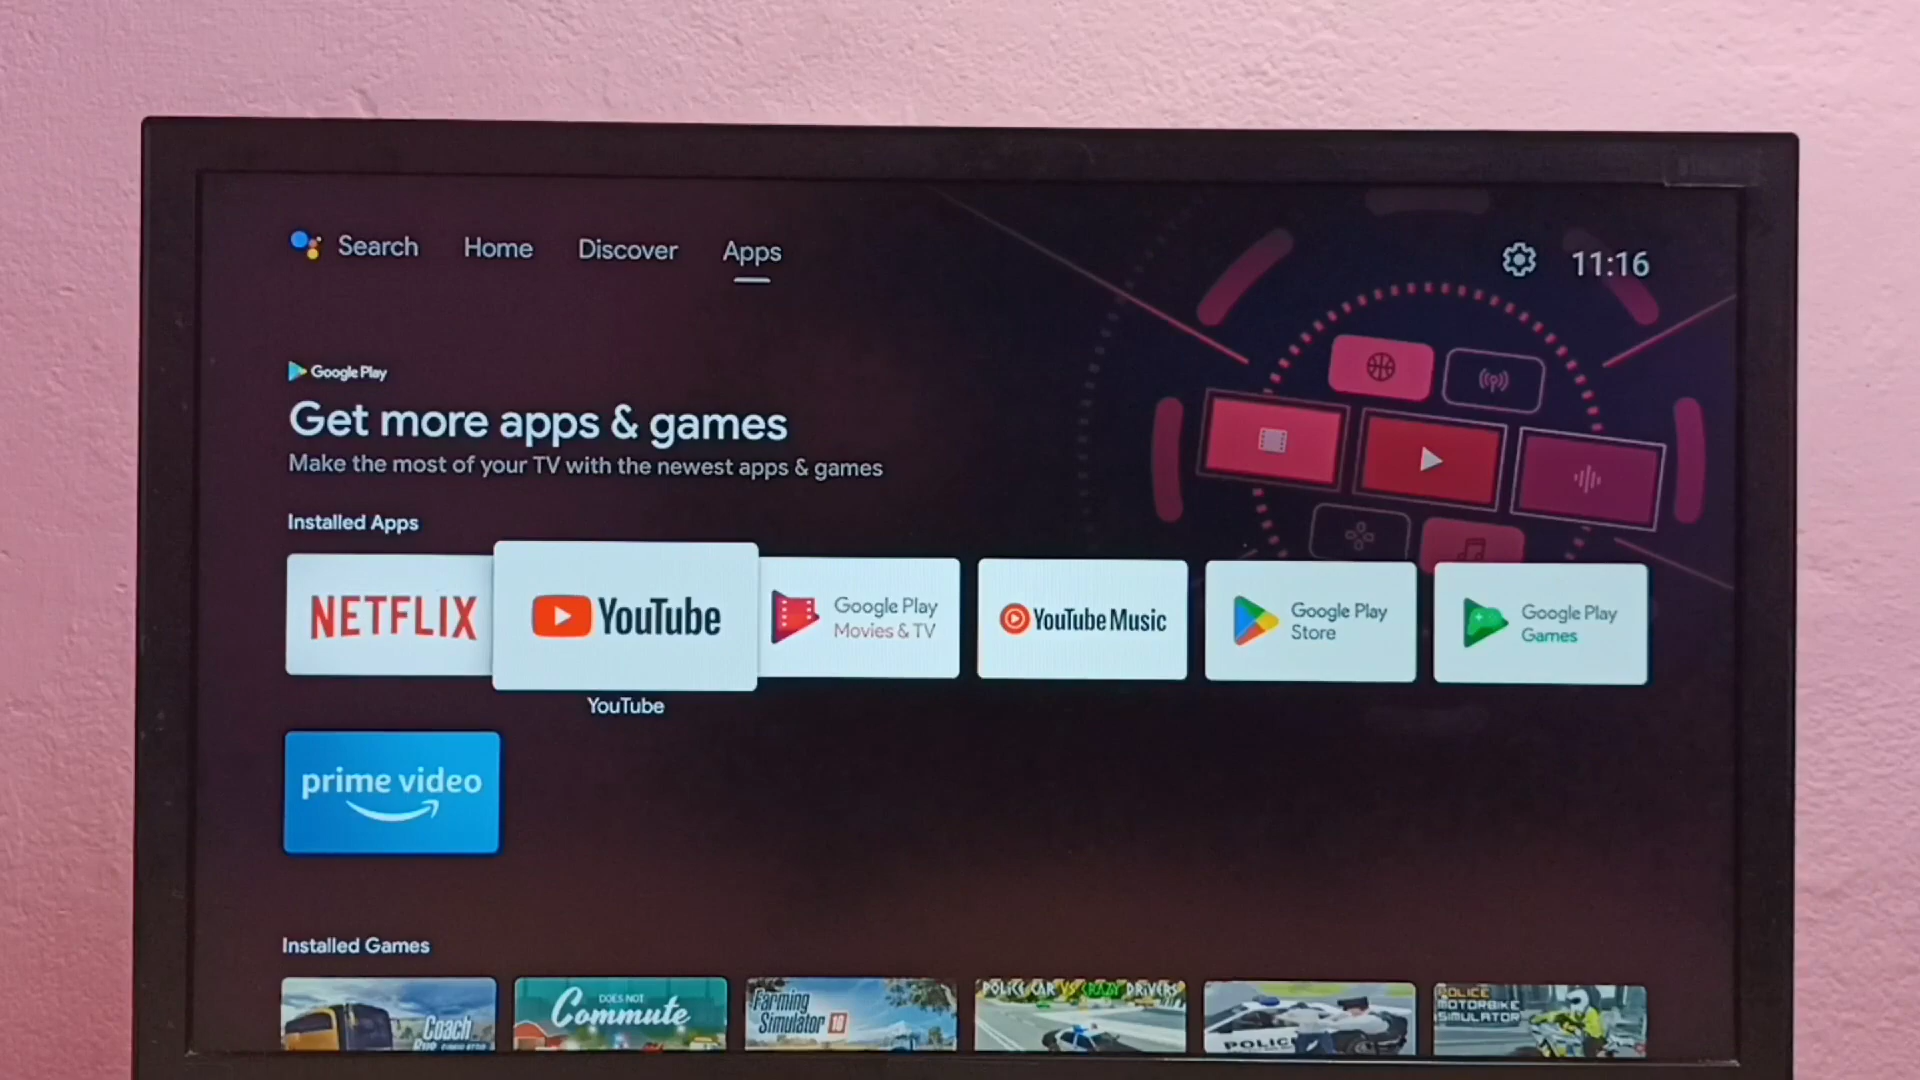 Search Home Discover Apps
11:16
Google Play
Get more apps & games
Make the most of your TV with the newest apps & games
Installed Apps
NETFLIX
YouTube
Google Play
Movies & TV
YouTube Music
Google Play
Store
Google Play
Games
YouTube
prime video
Installed Games
Coach
DOES NOT
Commute
Farming
Simulator 18
POLICE CAR VS CRAZY DRIVERS
POLIC
POLICE
MOTORBIKE
SIMULATOR